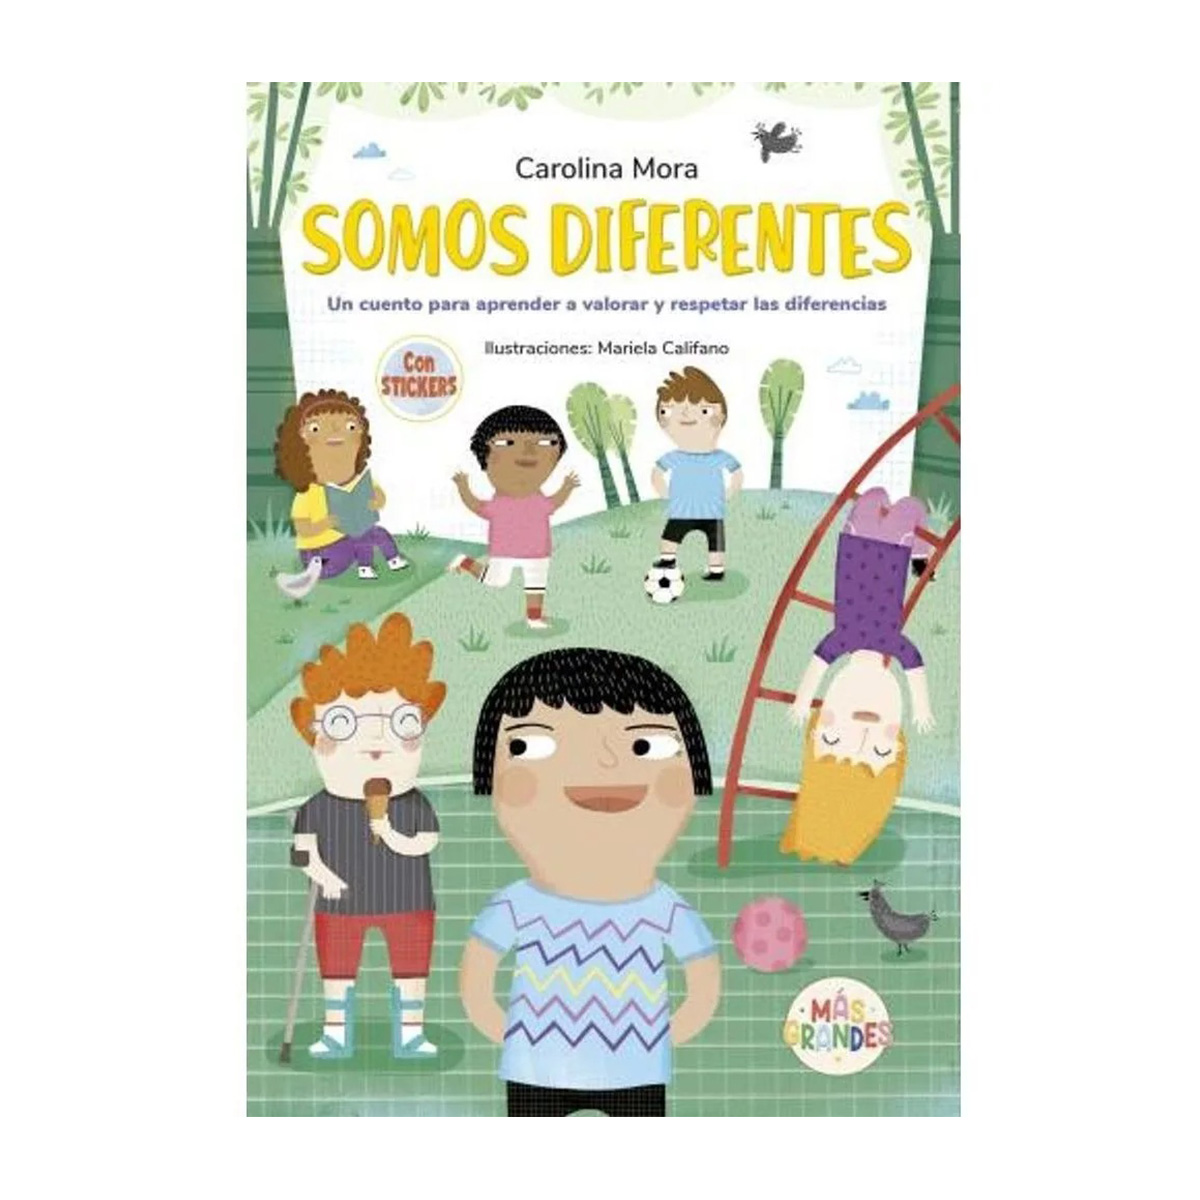 Carolina Mora
SOMOS DIFERENTES
Un cuento para aprender a valorar y respetar las diferencias
Ilustraciones: Mariela Califano
Con
STICKERS
MÁS
GRANDES